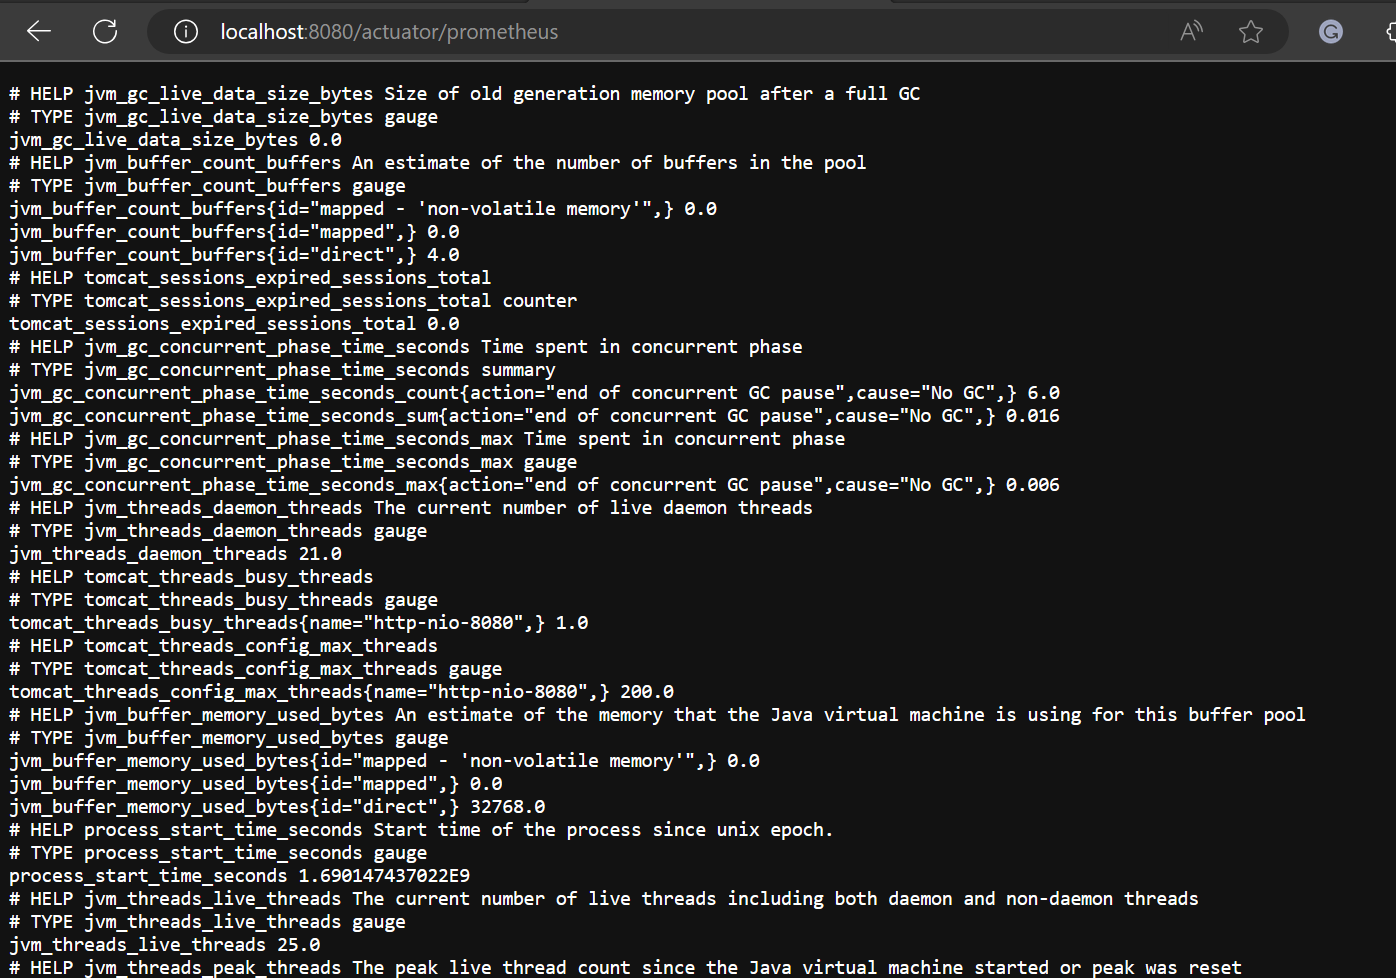 localhost:8080/actuator/prometheus
# HELP jvm_gc_live_data_size_bytes Size of old generation memory pool after a full GC
# TYPE jvm_gc_live_data_size_bytes gauge
jvm_gc_live_data_size_bytes 0.0
# HELP jvm_buffer_count_buffers An estimate of the number of buffers in the pool
# TYPE jvm_buffer_count_buffers gauge
jvm_buffer_count_buffers{id="mapped - 'non-volatile memory'",} 0.0
jvm_buffer_count_buffers{id="mapped",} 0.0
jvm_buffer_count_buffers{id="direct",} 4.0
# HELP tomcat_sessions_expired_sessions_total
# TYPE tomcat_sessions_expired_sessions_total counter
tomcat_sessions_expired_sessions_total 0.0
# HELP jvm_gc_concurrent_phase_time_seconds Time spent in concurrent phase
# TYPE jvm_gc_concurrent_phase_time_seconds summary
jvm_gc_concurrent_phase_time_seconds_count{action="end of concurrent GC pause",cause="No GC",} 6.0
jvm_gc_concurrent_phase_time_seconds_sum{action="end of concurrent GC pause",cause="No GC",} 0.016
# HELP jvm_gc_concurrent_phase_time_seconds_max Time spent in concurrent phase
# TYPE jvm_gc_concurrent_phase_time_seconds_max gauge
jvm_gc_concurrent_phase_time_seconds_max{action="end of concurrent GC pause",cause="No GC",} 0.006
# HELP jvm_threads_daemon_threads The current number of live daemon threads
# TYPE jvm_threads_daemon_threads gauge
jvm_threads_daemon_threads 21.0
# HELP tomcat_threads_busy_threads
# TYPE tomcat_threads_busy_threads gauge
tomcat_threads_busy_threads{name="http-nio-8080",} 1.0
# HELP tomcat_threads_config_max_threads
# TYPE tomcat_threads_config_max_threads gauge
tomcat_threads_config_max_threads{name="http-nio-8080",} 200.0
# HELP jvm_buffer_memory_used_bytes An estimate of the memory that the Java virtual machine is using for this buffer pool
# TYPE jvm_buffer_memory_used_bytes gauge
jvm_buffer_memory_used_bytes{id="mapped - 'non-volatile memory'",} 0.0
jvm_buffer_memory_used_bytes{id="mapped",} 0.0
jvm_buffer_memory_used_bytes{id="direct",} 32768.0
# HELP process_start_time_seconds Start time of the process since unix epoch.
# TYPE process_start_time_seconds gauge
process_start_time_seconds 1.690147437022E9
# HELP jvm_threads_live_threads The current number of live threads including both daemon and non-daemon threads
# TYPE jvm_threads_live_threads gauge
jvm_threads_live_threads 25.0
# HELP jvm_threads_peak_threads The peak live thread count since the Java virtual machine started or peak was reset